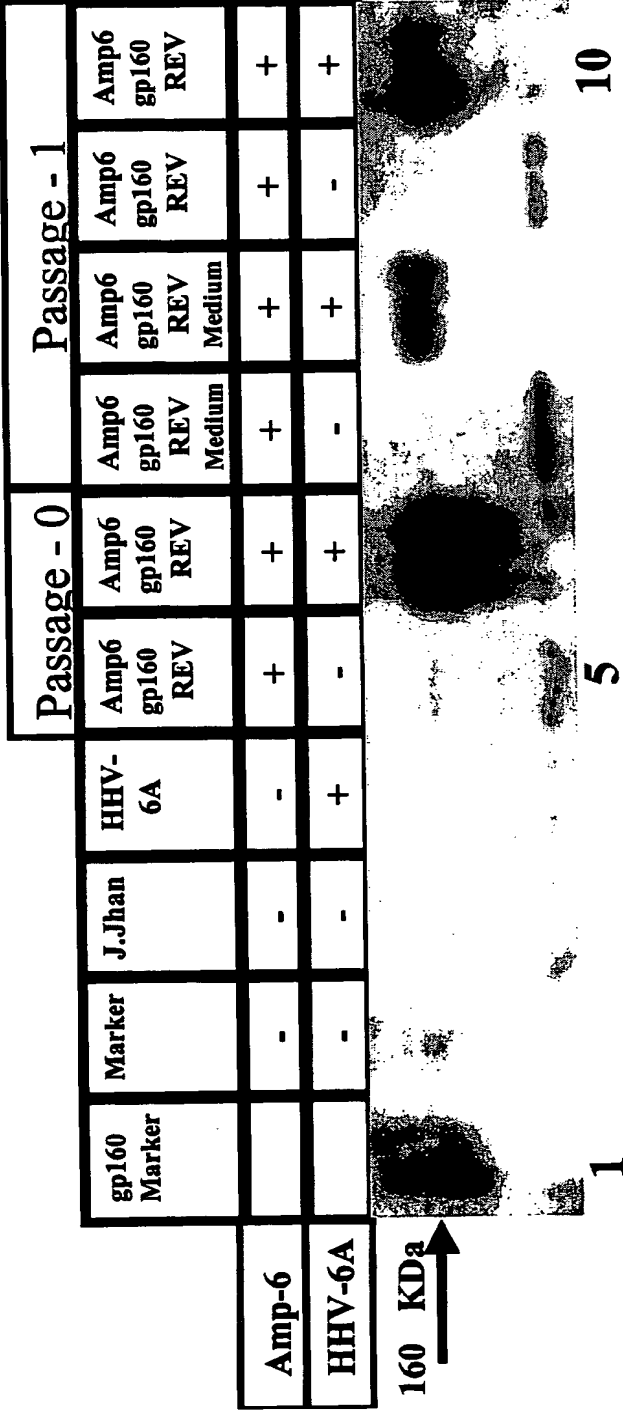 Passage - 0 Passage - 1
gp160 Marker Marker J.Jhan HHV-6A Amp6 gp160 REV Amp6 gp160 REV Amp6 gp160 REV Medium Amp6 gp160 REV Medium Amp6 gp160 REV Amp6 gp160 REV
Amp-6 - - - + + + + + +
HHV-6A - - + - + - + - +
160 KDa
1 5 10